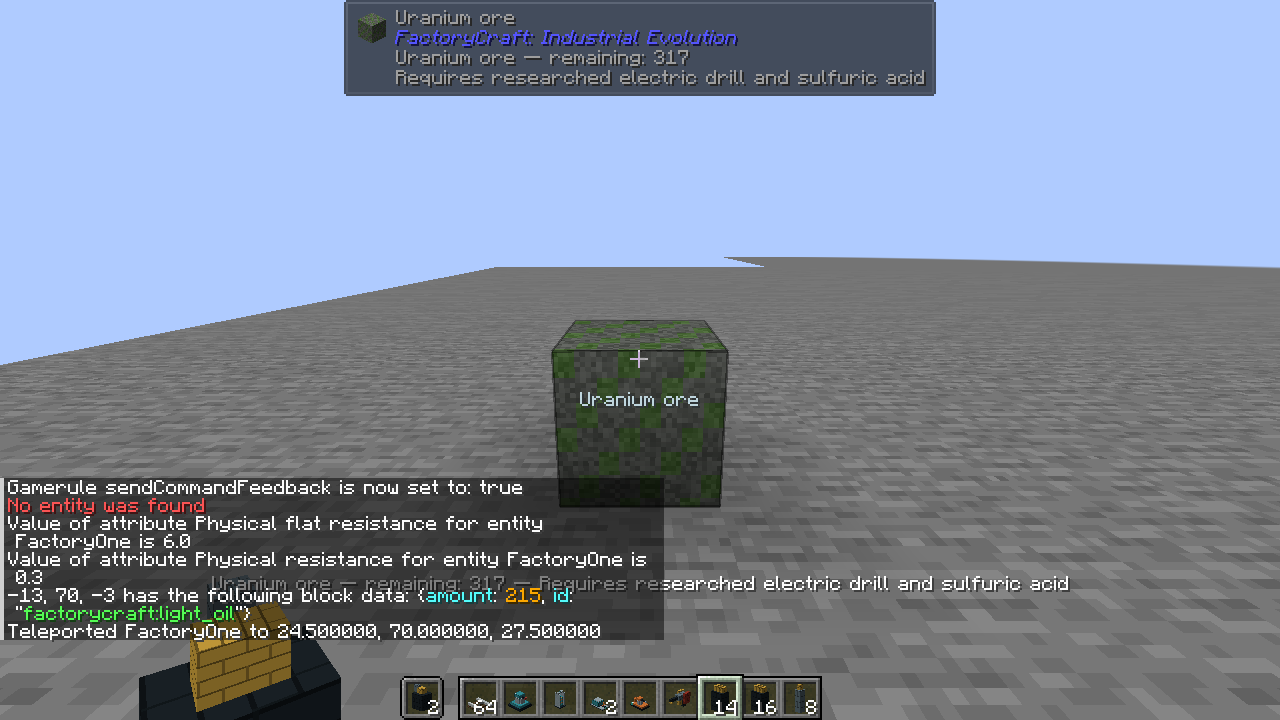 Uranium ore
FactoryCraft: Industrial Evolution
Uranium ore — remaining: 317
Requires researched electric drill and sulfuric acid
Uranium ore
Gamerule sendCommandFeedback is now set to: true
No entity was found
Value of attribute Physical flat resistance for entity
FactoryOne is 6.0
Value of attribute Physical resistance for entity FactoryOne is
0.3
Uranium ore — remaining: 317 — Requires researched electric drill and sulfuric acid
-13, 70, -3 has the following block data: {amount: 215, id:
"factorycraft:light_oil"}
Teleported FactoryOne to 24.500000, 70.000000, 27.500000
2 64 2 14 16 8